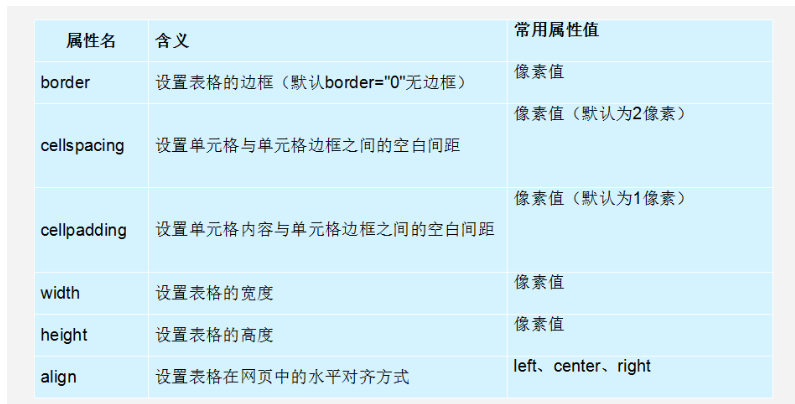 属性名 含义 常用属性值
border 设置表格的边框（默认border="0"无边框） 像素值
cellspacing 设置单元格与单元格边框之间的空白间距 像素值（默认为2像素）
cellpadding 设置单元格内容与单元格边框之间的空白间距 像素值（默认为1像素）
width 设置表格的宽度 像素值
height 设置表格的高度 像素值
align 设置表格在网页中的水平对齐方式 left、center、right